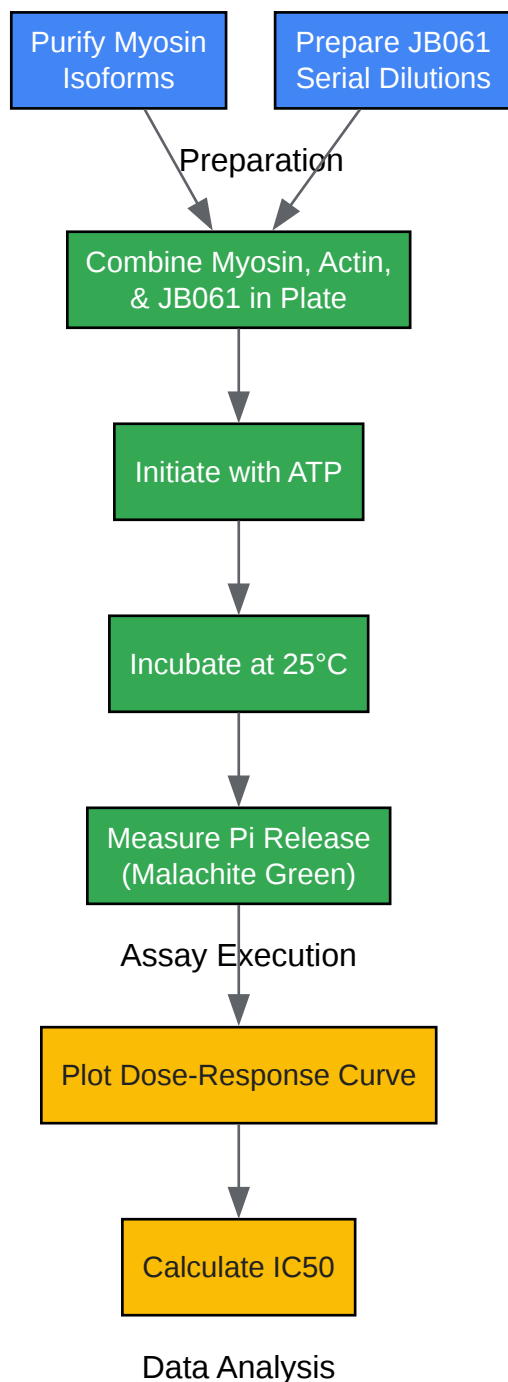 Purify Myosin
Isoforms
Prepare JB061
Serial Dilutions
Preparation
Combine Myosin, Actin,
& JB061 in Plate
Initiate with ATP
Incubate at 25°C
Measure Pi Release
(Malachite Green)
Assay Execution
Plot Dose-Response Curve
Calculate IC50
Data Analysis